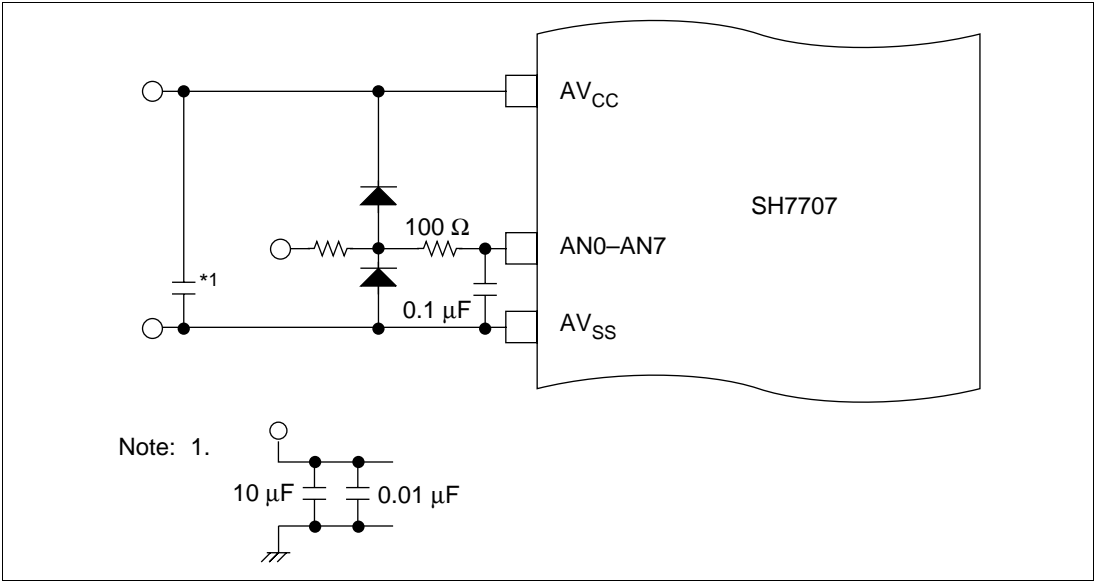 AVCC
SH7707
100 Ω
AN0–AN7
*1
0.1 μF
AVSS
Note: 1.
10 μF
0.01 μF